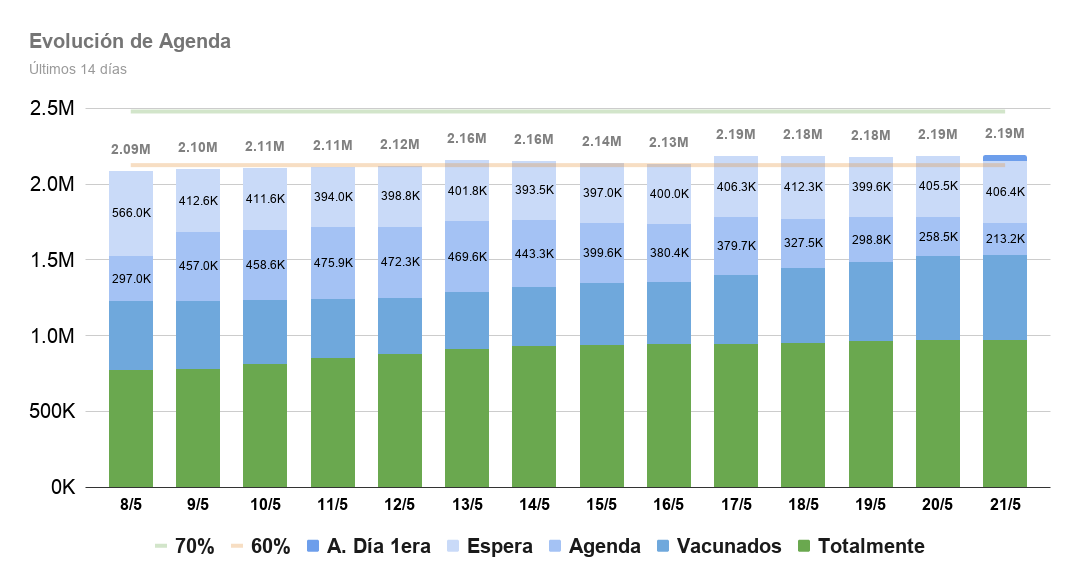 Evolución de Agenda
Últimos 14 días
2.5M
2.0M
1.5M
1.0M
500K
0K
2.09M 2.10M 2.11M 2.11M 2.12M 2.16M 2.16M 2.14M 2.13M 2.19M 2.18M 2.18M 2.19M 2.19M
566.0K 412.6K 411.6K 394.0K 398.8K 401.8K 393.5K 397.0K 400.0K 406.3K 412.3K 399.6K 405.5K 406.4K
297.0K 457.0K 458.6K 475.9K 472.3K 469.6K 443.3K 399.6K 380.4K 379.7K 327.5K 298.8K 258.5K 213.2K
8/5 9/5 10/5 11/5 12/5 13/5 14/5 15/5 16/5 17/5 18/5 19/5 20/5 21/5
70% 60% A. Día 1era Espera Agenda Vacunados Totalmente